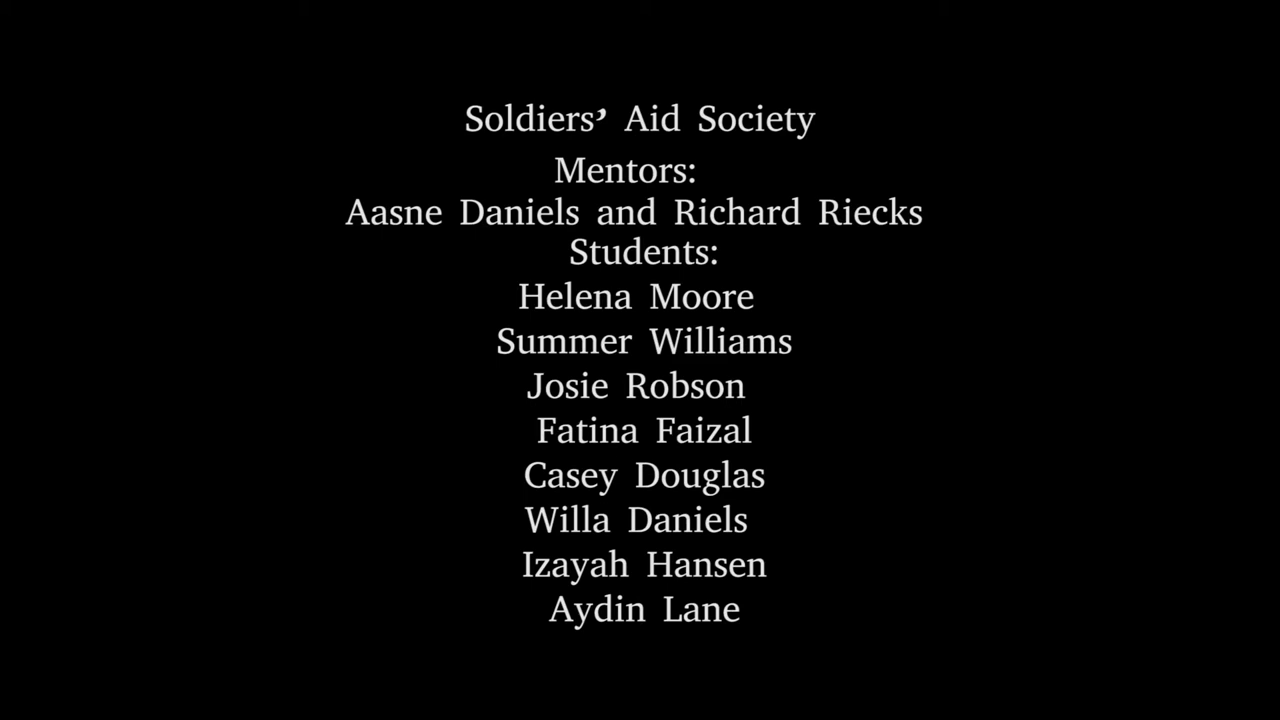 Soldiers’ Aid Society
Mentors:
Aasne Daniels and Richard Riecks
Students:
Helena Moore
Summer Williams
Josie Robson
Fatina Faizal
Casey Douglas
Willa Daniels
Izayah Hansen
Aydin Lane